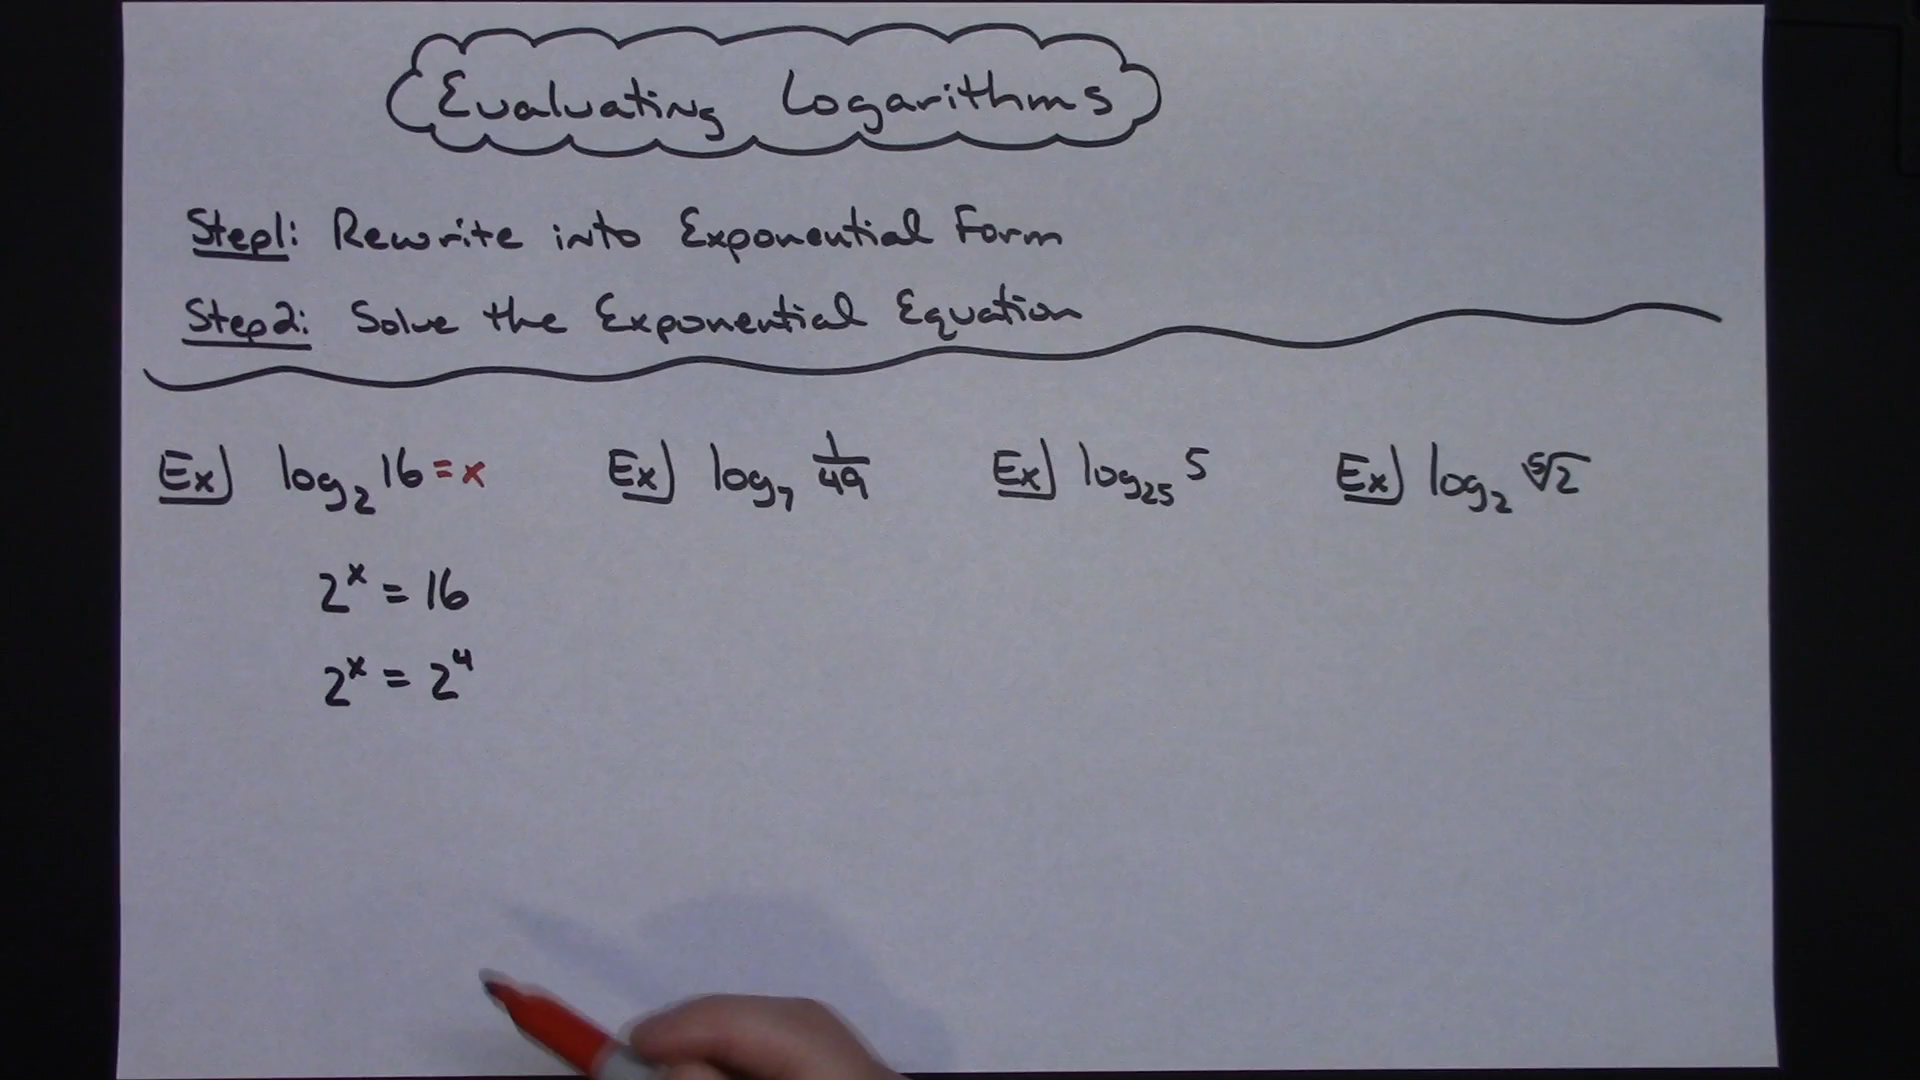 Evaluating Logarithms
Step1: Rewrite into Exponential Form
Step2: Solve the Exponential Equation
Ex) log₂ 16 = x
Ex) log₇ 1/49
Ex) log₂₅ 5
Ex) log₂ ⁵√2
2ˣ = 16
2ˣ = 2⁴